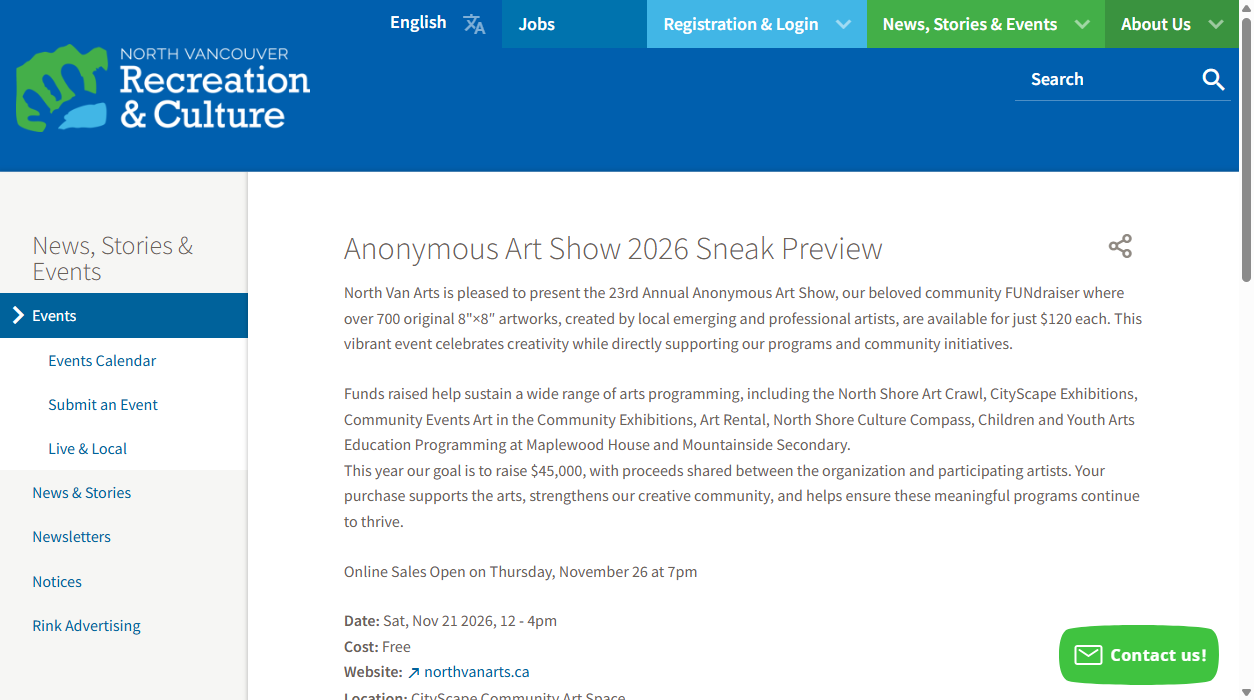 English
Jobs
Registration & Login
News, Stories & Events
About Us
NORTH VANCOUVER
Recreation
& Culture
Search
News, Stories &
Events
Events
Events Calendar
Submit an Event
Live & Local
News & Stories
Newsletters
Notices
Rink Advertising
Anonymous Art Show 2026 Sneak Preview
North Van Arts is pleased to present the 23rd Annual Anonymous Art Show, our beloved community FUNdraiser where
over 700 original 8"×8″ artworks, created by local emerging and professional artists, are available for just $120 each. This
vibrant event celebrates creativity while directly supporting our programs and community initiatives.
Funds raised help sustain a wide range of arts programming, including the North Shore Art Crawl, CityScape Exhibitions,
Community Events Art in the Community Exhibitions, Art Rental, North Shore Culture Compass, Children and Youth Arts
Education Programming at Maplewood House and Mountainside Secondary.
This year our goal is to raise $45,000, with proceeds shared between the organization and participating artists. Your
purchase supports the arts, strengthens our creative community, and helps ensure these meaningful programs continue
to thrive.
Online Sales Open on Thursday, November 26 at 7pm
Date: Sat, Nov 21 2026, 12 - 4pm
Cost: Free
Website: northvanarts.ca
Location: CityScape Community Art Space
Contact us!